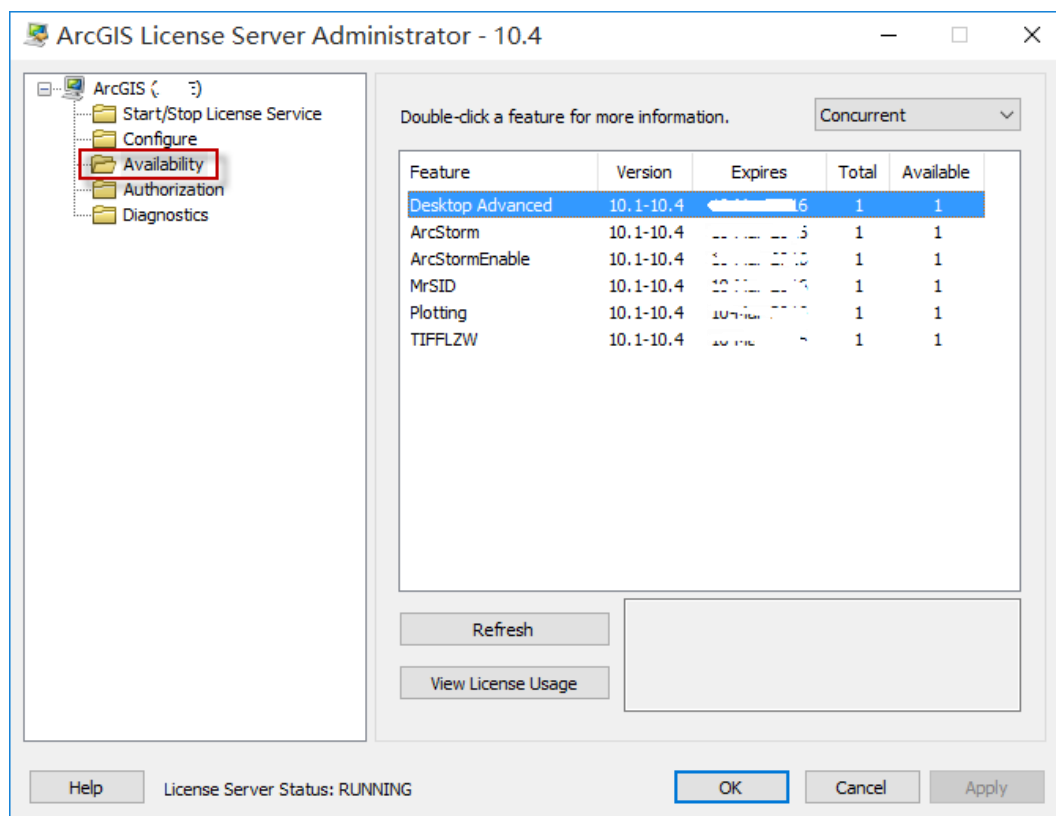 ArcGIS License Server Administrator - 10.4
ArcGIS
Start/Stop License Service
Configure
Availability
Authorization
Diagnostics
Double-click a feature for more information.
Concurrent
Feature Version Expires Total Available
Desktop Advanced 10.1-10.4 1 1
ArcStorm 10.1-10.4 1 1
ArcStormEnable 10.1-10.4 1 1
MrSID 10.1-10.4 1 1
Plotting 10.1-10.4 1 1
TIFFLZW 10.1-10.4 1 1
Refresh
View License Usage
Help License Server Status: RUNNING OK Cancel Apply